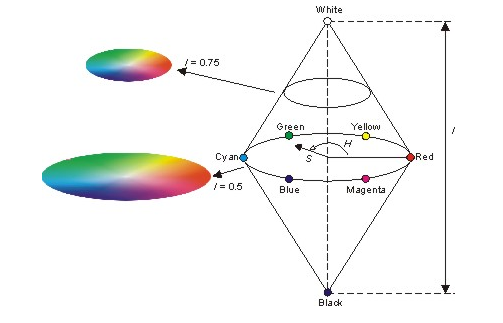 White
I = 0.75
Green
Yellow
H
I
Cyan
S
Red
I = 0.5
Blue
Magenta
Black